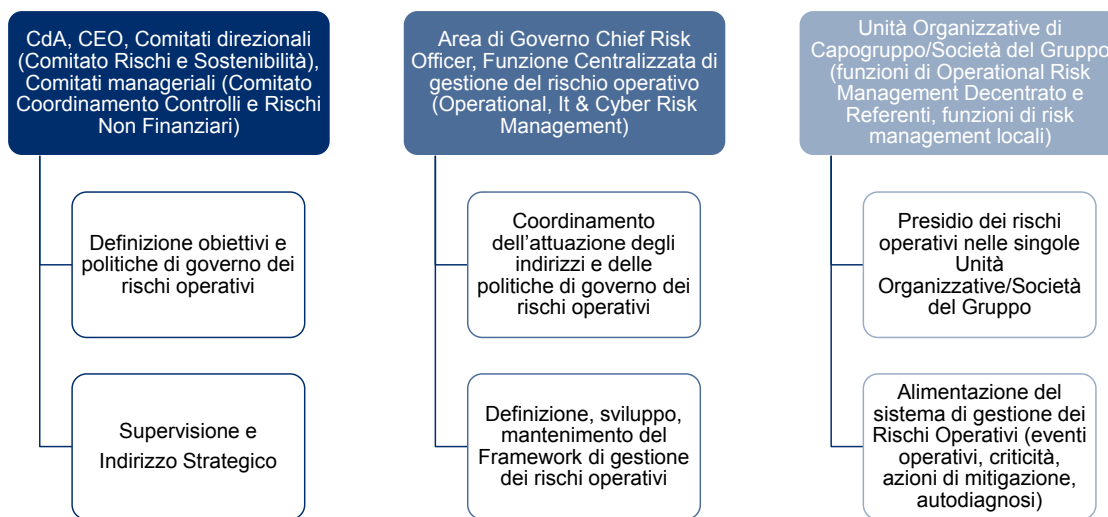 CdA, CEO, Comitati direzionali
(Comitato Rischi e Sostenibilità),
Comitati manageriali (Comitato
Coordinamento Controlli e Rischi
Non Finanziari)
Definizione obiettivi e
politiche di governo dei
rischi operativi
Supervisione e
Indirizzo Strategico
Area di Governo Chief Risk
Officer, Funzione Centralizzata di
gestione del rischio operativo
(Operational, It & Cyber Risk
Management)
Coordinamento
dell'attuazione degli
indirizzi e delle
politiche di governo dei
rischi operativi
Definizione, sviluppo,
mantenimento del
Framework di gestione
dei rischi operativi
Unità Organizzative di
Capogruppo/Società del Gruppo
(funzioni di Operational Risk
Management Decentrato e
Referenti, funzioni di risk
management locali)
Presidio dei rischi
operativi nelle singole
Unità
Organizzative/Società
del Gruppo
Alimentazione del
sistema di gestione dei
Rischi Operativi (eventi
operativi, criticità,
azioni di mitigazione,
autodiagnosi)